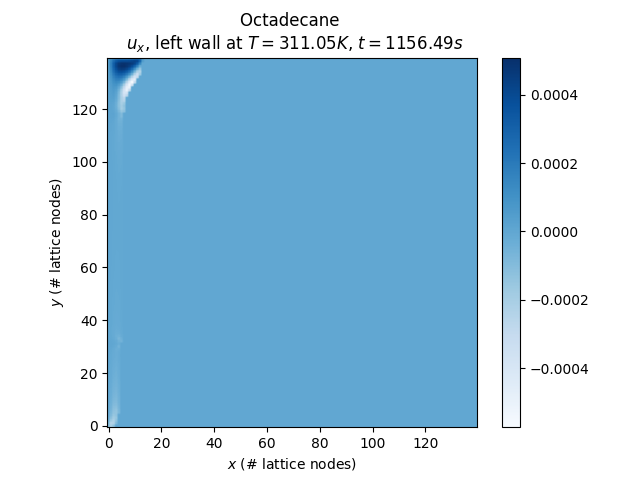 Octadecane
u_x, left wall at T = 311.05K, t = 1156.49s
120
100
80
60
40
20
0
y (# lattice nodes)
0 20 40 60 80 100 120
x (# lattice nodes)
0.0004
0.0002
0.0000
−0.0002
−0.0004